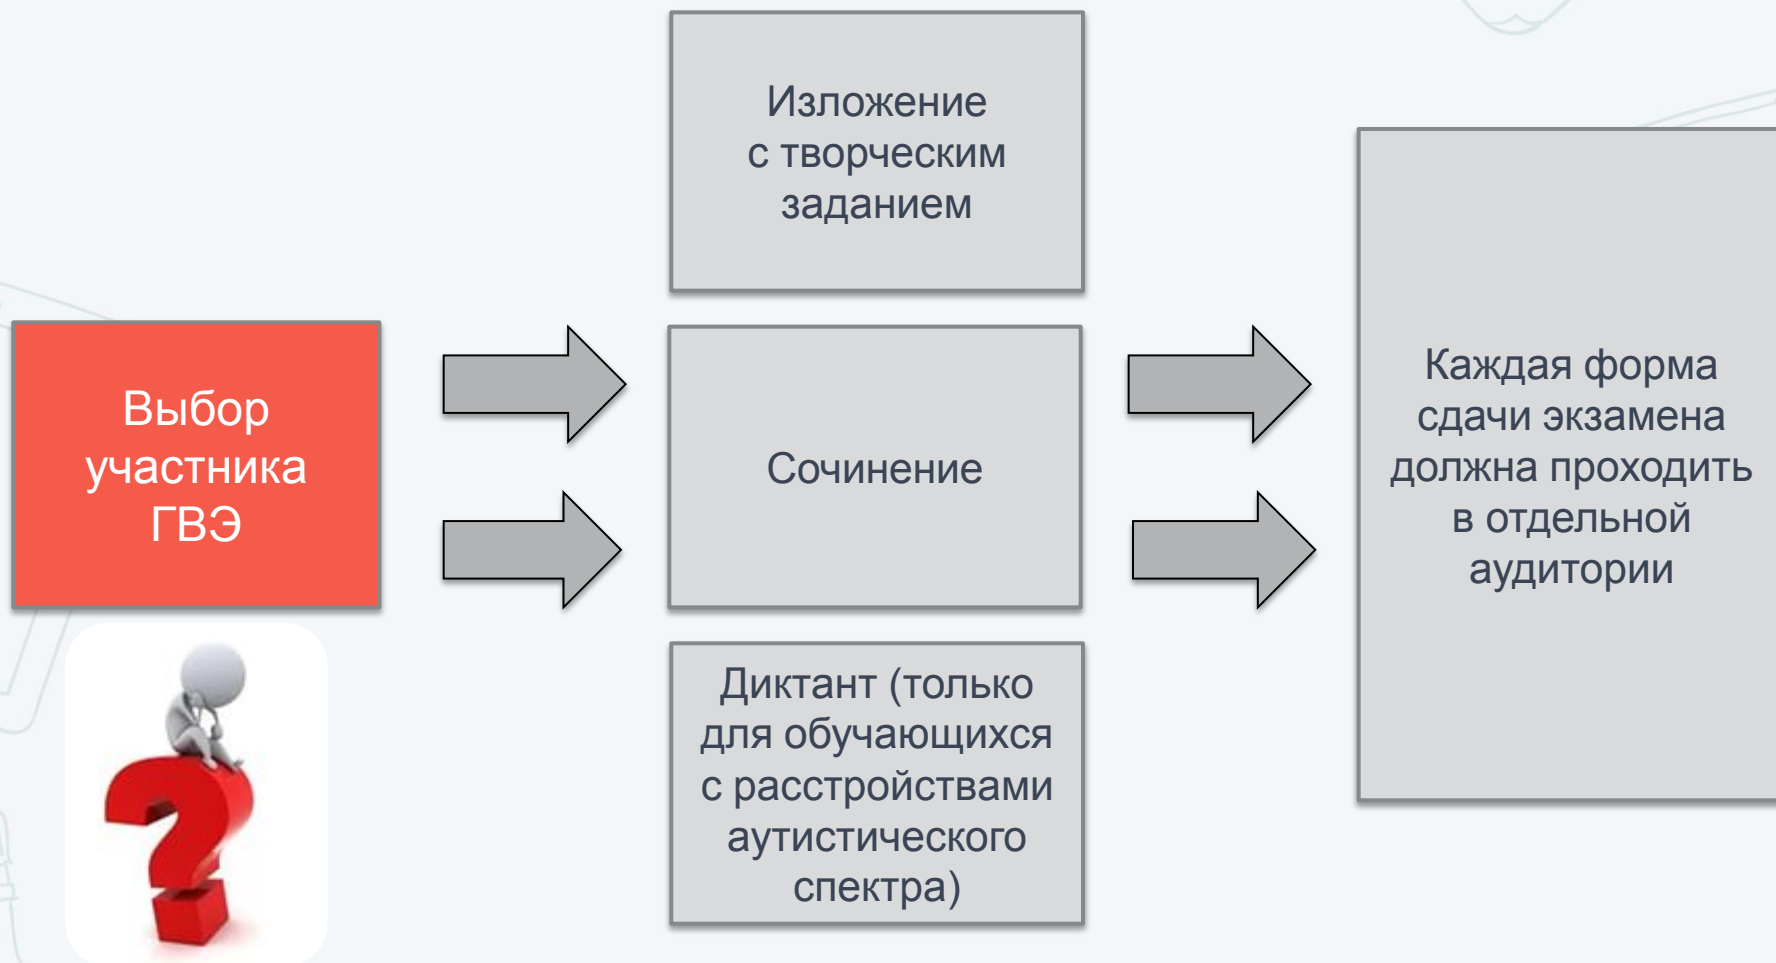 Выбор
участника
ГВЭ
Изложение
с творческим
заданием
Сочинение
Диктант (только
для обучающихся
с расстройствами
аутистического
спектра)
Каждая форма
сдачи экзамена
должна проходить
в отдельной
аудитории